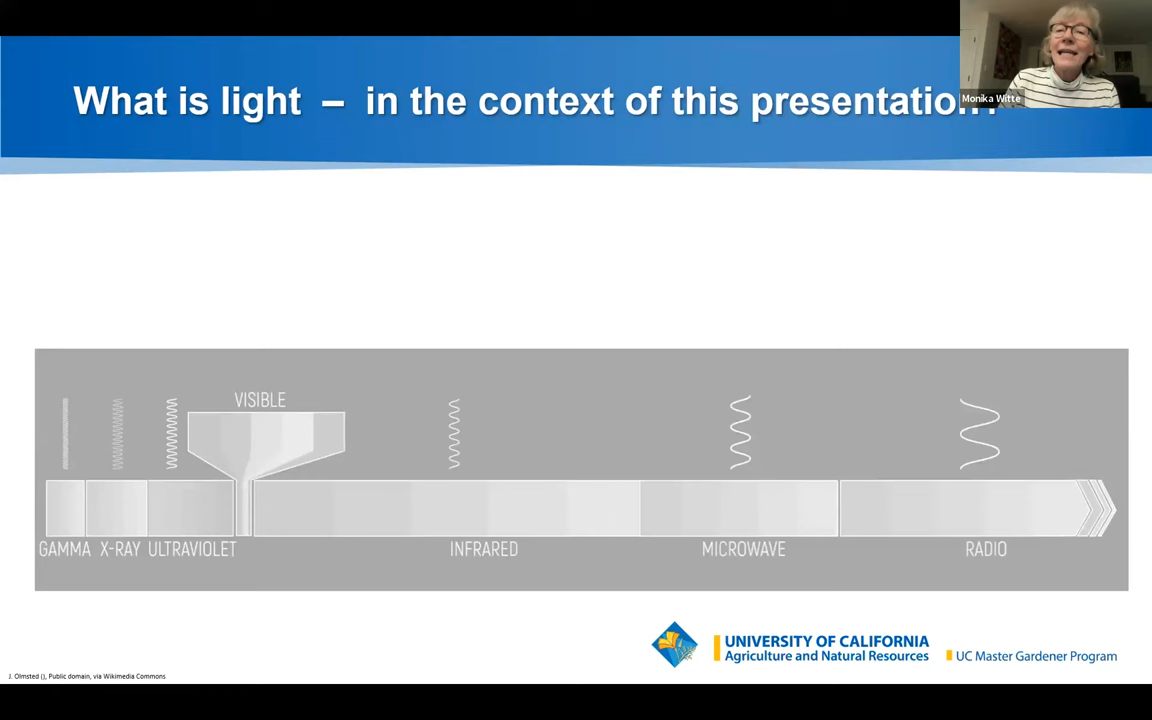 What is light – in the context of this
Monika Witte
VISIBLE
GAMMA X-RAY ULTRAVIOLET INFRARED MICROWAVE RADIO
UNIVERSITY OF CALIFORNIA
Agriculture and Natural Resources
UC Master Gardener Program
J. Olmsted (), Public domain, via Wikimedia Commons